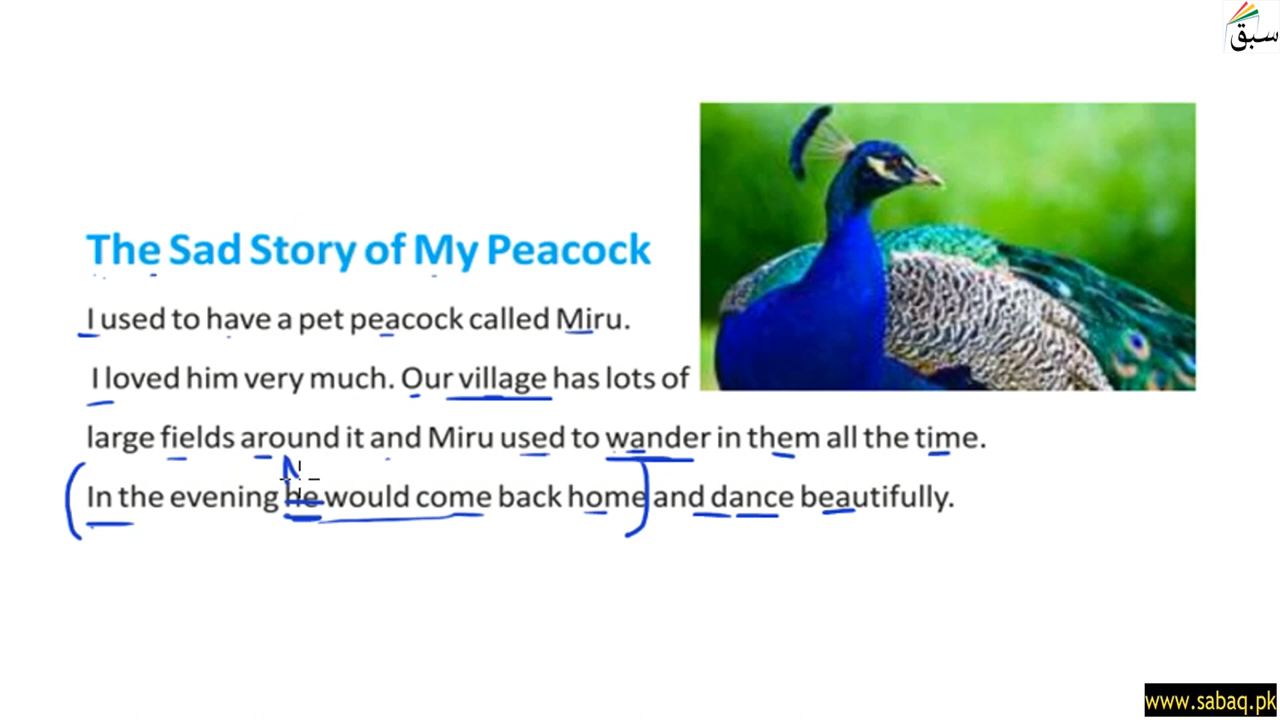 سبق
The Sad Story of My Peacock
I used to have a pet peacock called Miru.
I loved him very much. Our village has lots of
large fields around it and Miru used to wander in them all the time.
In the evening he would come back home and dance beautifully.
www.sabaq.pk